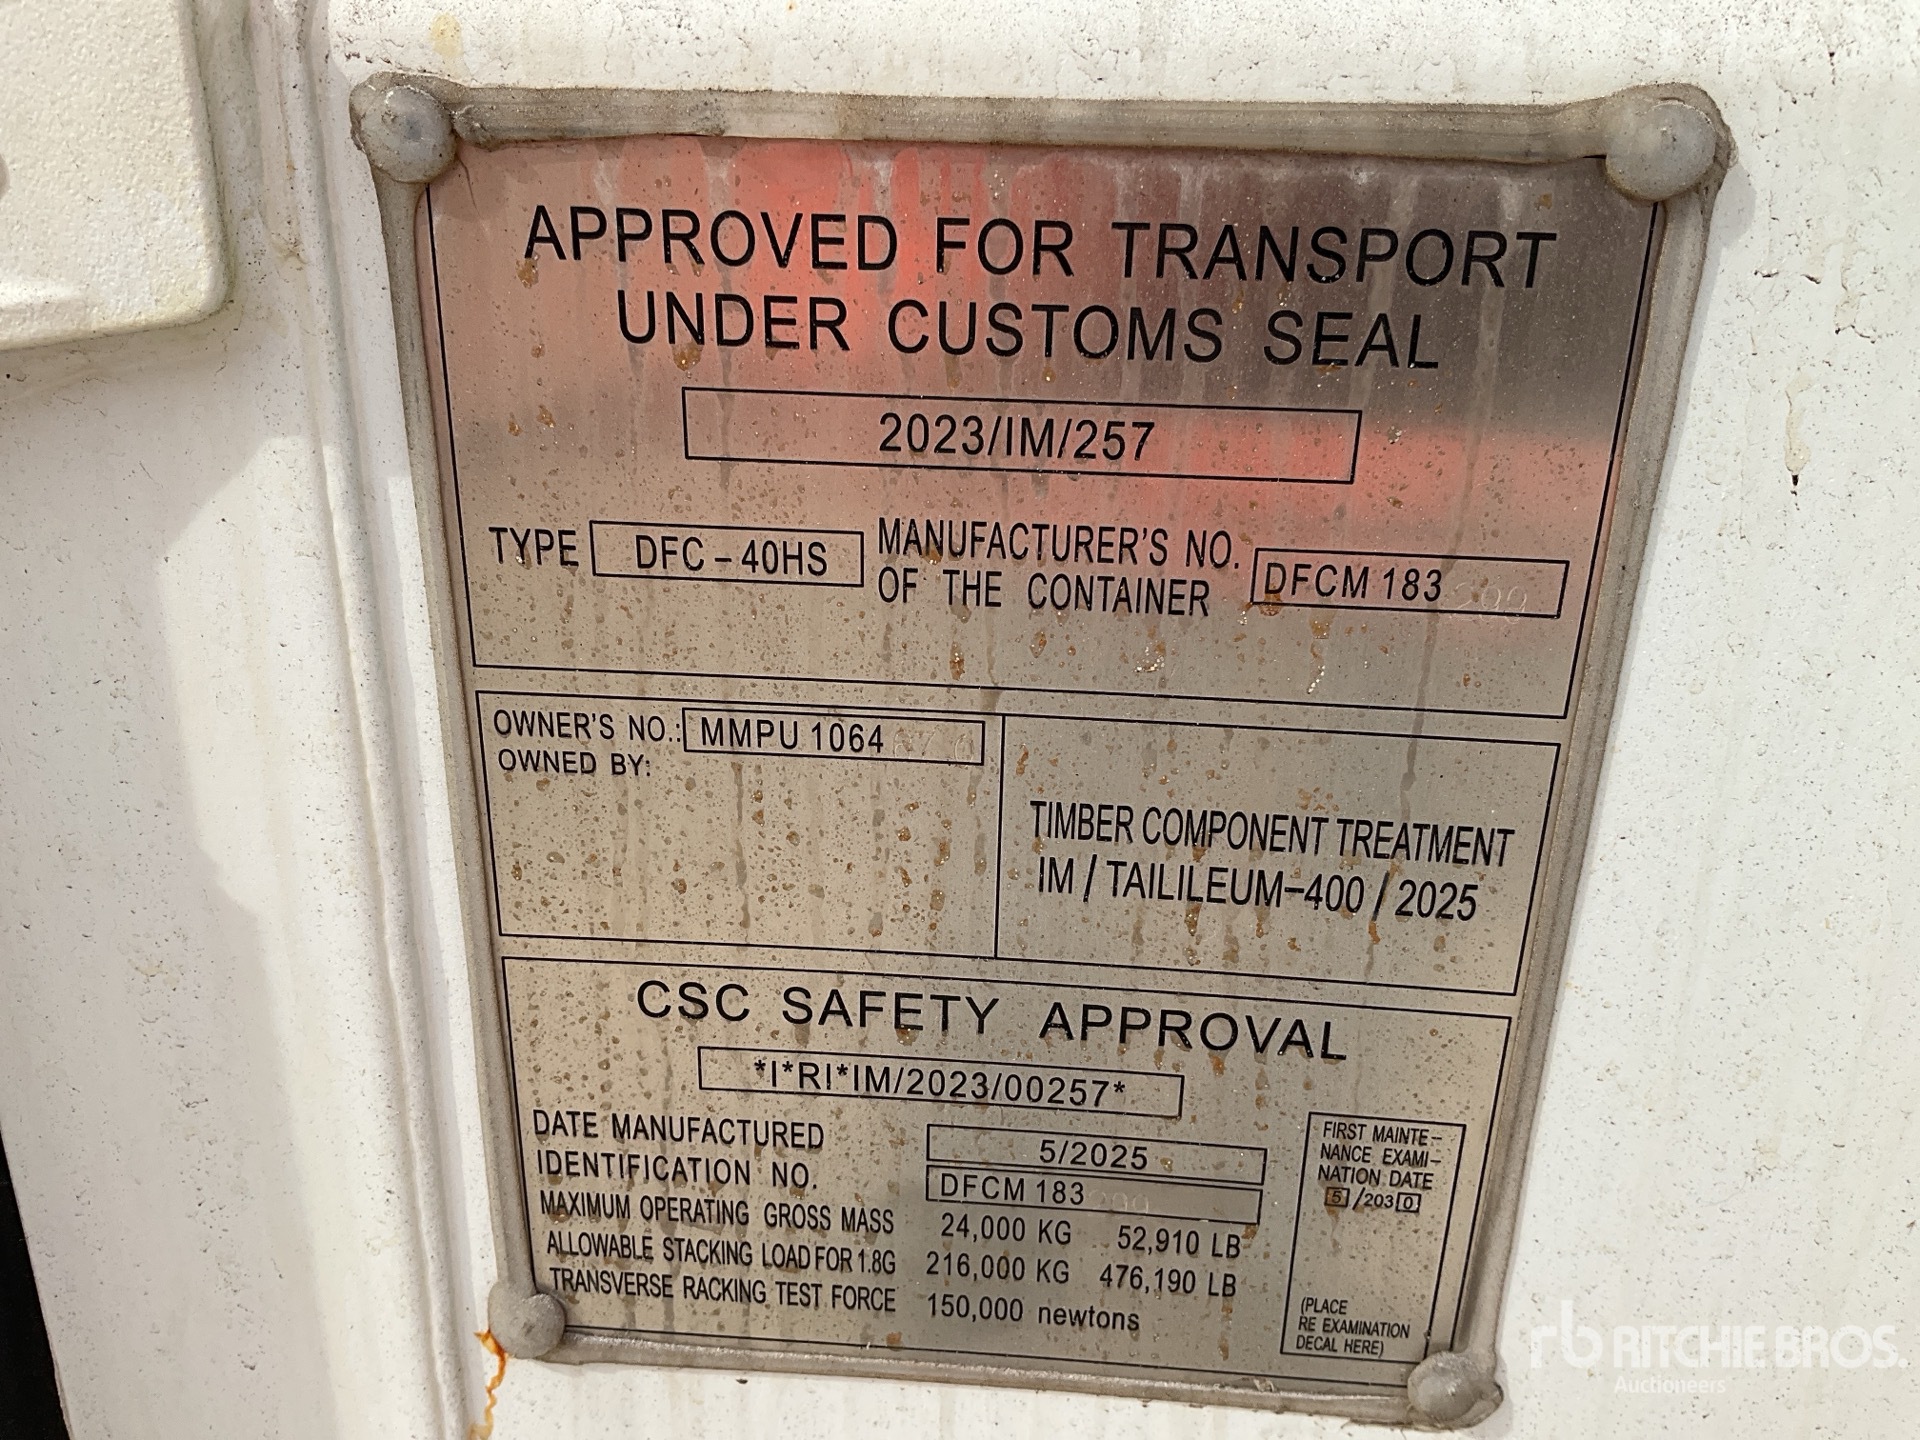 APPROVED FOR TRANSPORT
UNDER CUSTOMS SEAL
2023/IM/257
TYPE DFC-40HS MANUFACTURER'S NO.
OF THE CONTAINER DFCM 183
OWNER'S NO.: MMPU 1064
OWNED BY:
TIMBER COMPONENT TREATMENT
IM / TAILILEUM-400 / 2025
CSC SAFETY APPROVAL
*I*RI*IM/2023/00257*
DATE MANUFACTURED 5/2025
IDENTIFICATION NO. DFCM 183
MAXIMUM OPERATING GROSS MASS 24,000 KG 52,910 LB
ALLOWABLE STACKING LOAD FOR 1.8G 216,000 KG 476,190 LB
TRANSVERSE RACKING TEST FORCE 150,000 newtons
FIRST MAINTE-
NANCE EXAMI-
NATION DATE
5/2030
(PLACE
RE EXAMINATION
DECAL HERE)
rb RITCHIE BROS.
Auctioneers